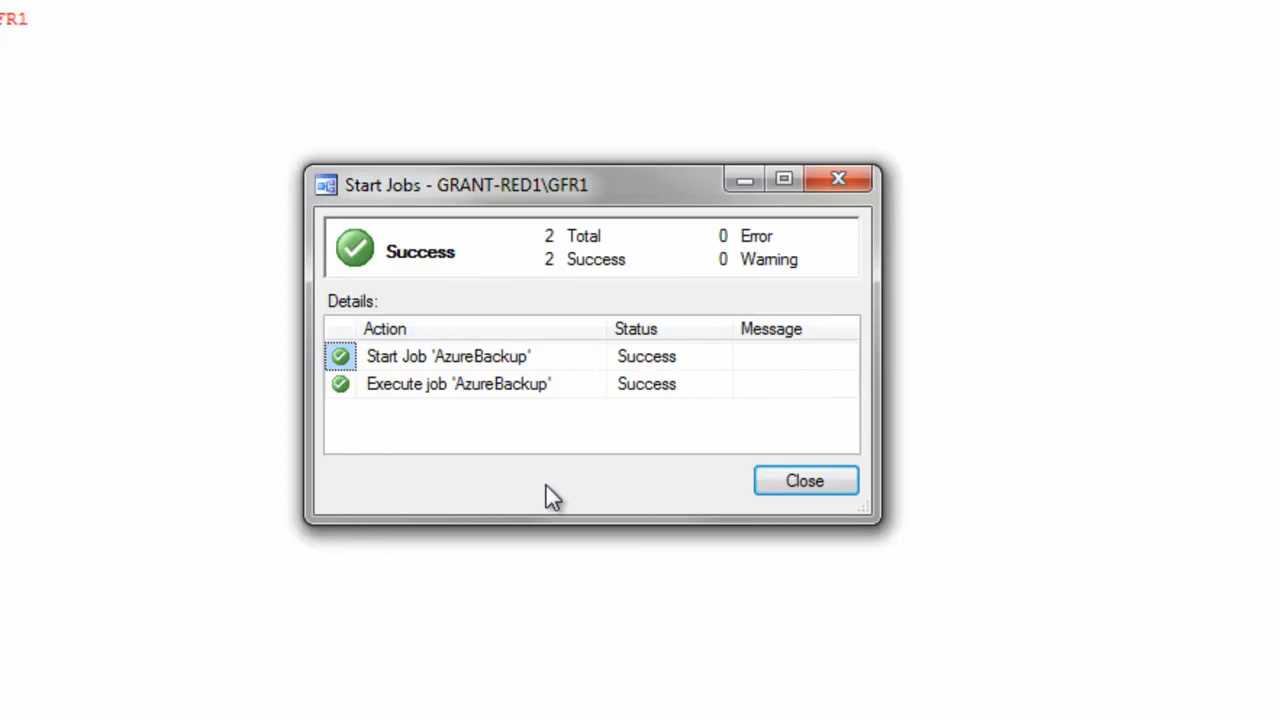 FR1
Start Jobs - GRANT-RED1\GFR1
Success 2 Total 0 Error
2 Success 0 Warning
Details:
Action Status Message
Start Job 'AzureBackup' Success
Execute job 'AzureBackup' Success
Close